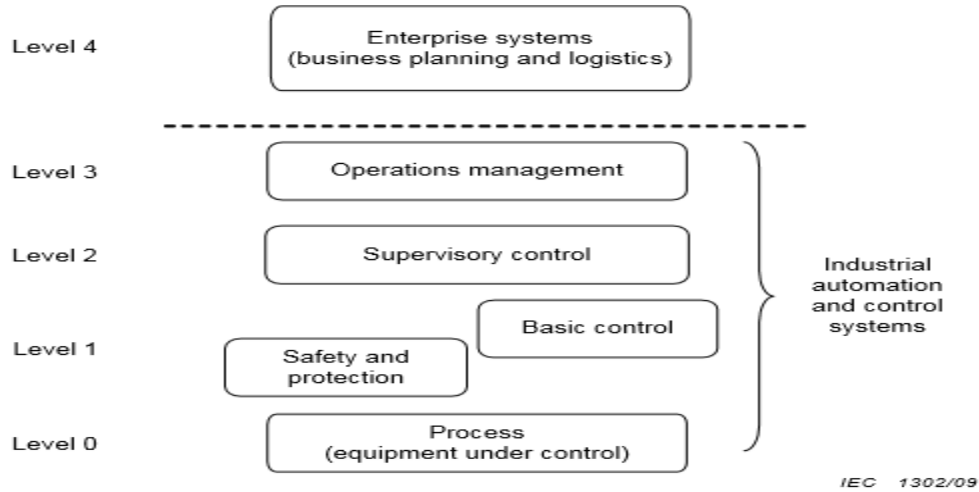 Level 4
Enterprise systems
(business planning and logistics)
Level 3
Operations management
Level 2
Supervisory control
Industrial
automation
and control
systems
Level 1
Basic control
Safety and
protection
Level 0
Process
(equipment under control)
IEC 1302/09